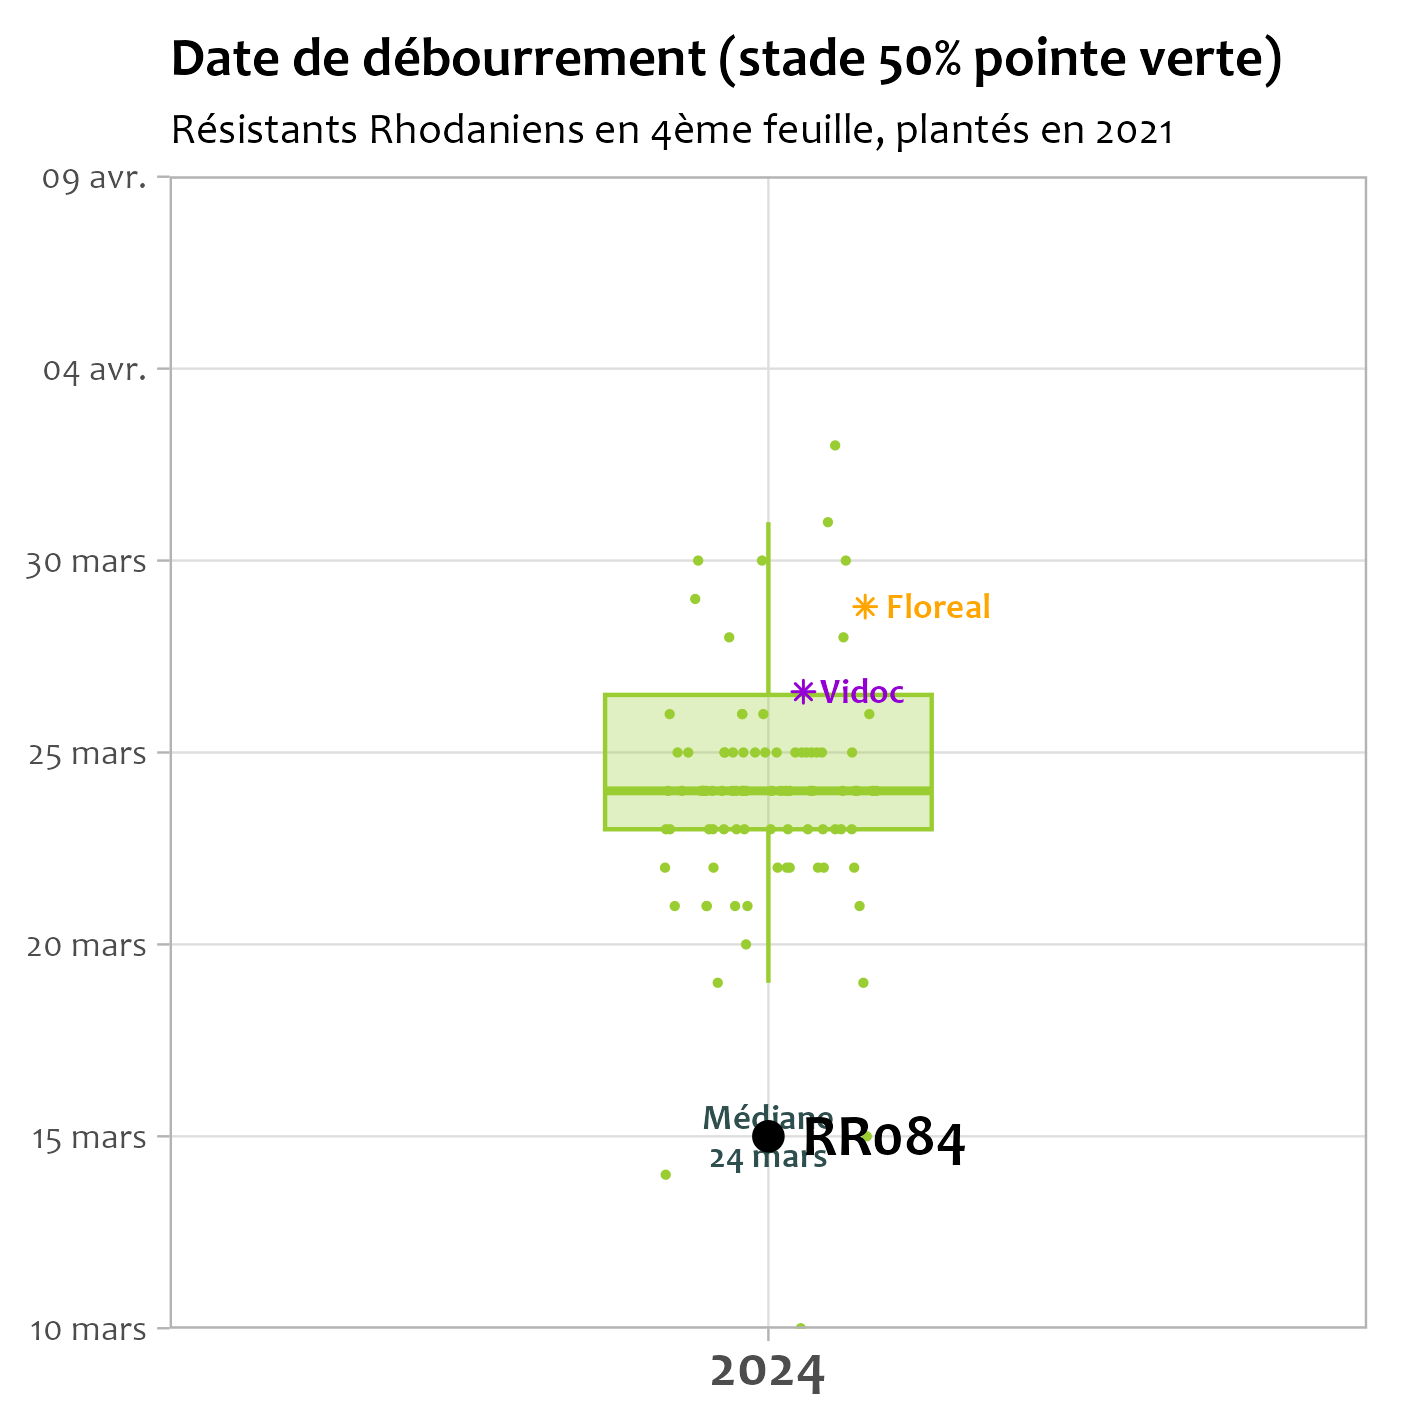 Date de débourrement (stade 50% pointe verte)
Résistants Rhodaniens en 4ème feuille, plantés en 2021
09 avr.
04 avr.
30 mars
Floreal
Vidoc
25 mars
20 mars
Médiane
15 mars
RR084
24 mars
10 mars
2024